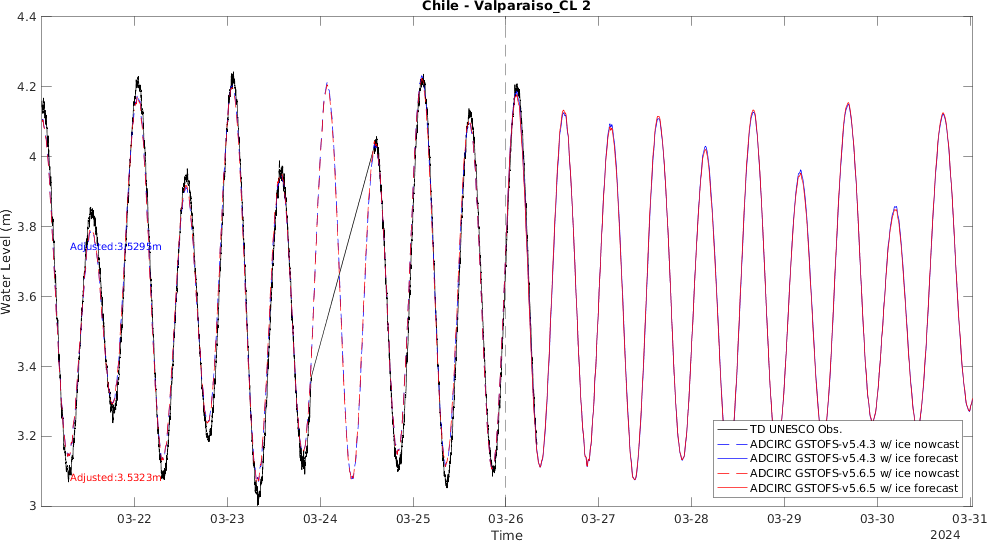 Chile - Valparaiso_CL 2
4.4
4.2
4
3.8
3.6
3.4
3.2
3
Water Level (m)
Adjusted:3.5295m
Adjusted:3.5323m
TD UNESCO Obs.
ADCIRC GSTOFS-v5.4.3 w/ ice nowcast
ADCIRC GSTOFS-v5.4.3 w/ ice forecast
ADCIRC GSTOFS-v5.6.5 w/ ice nowcast
ADCIRC GSTOFS-v5.6.5 w/ ice forecast
03-22 03-23 03-24 03-25 03-26 03-27 03-28 03-29 03-30 03-31
Time
2024